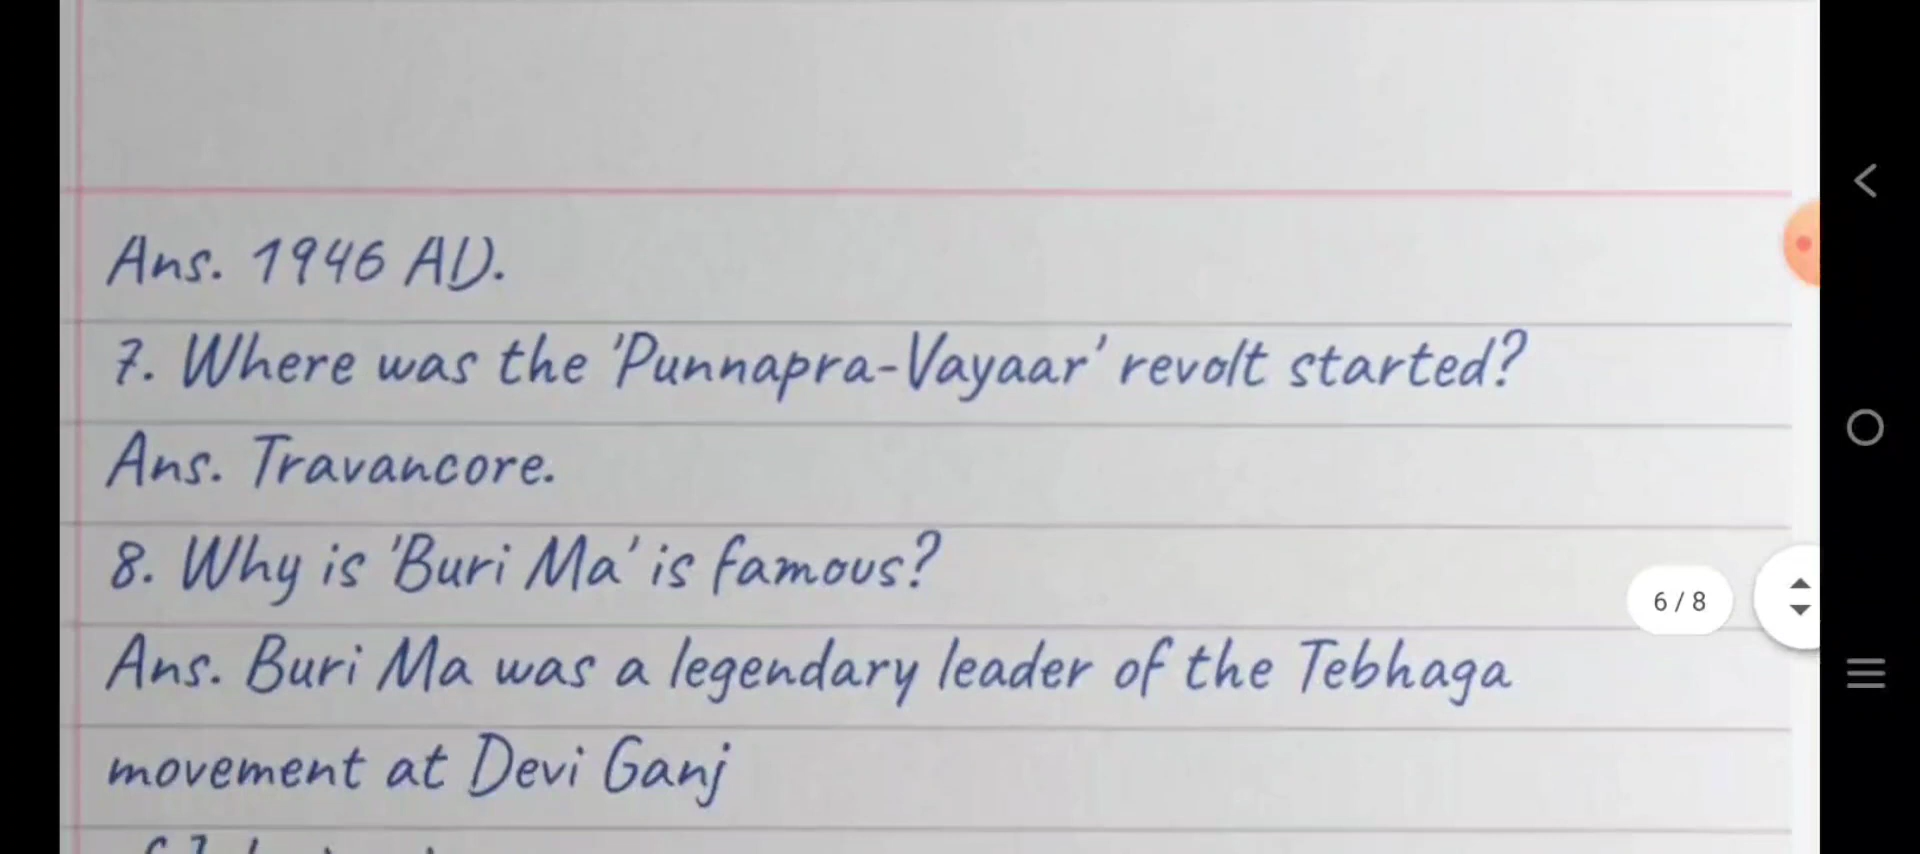 Ans. 1946 AD.
7. Where was the 'Punnapra-Vayaar' revolt started?
Ans. Travancore.
8. Why is 'Buri Ma' is famous?
6 / 8
Ans. Buri Ma was a legendary leader of the Tebhaga
movement at Devi Ganj